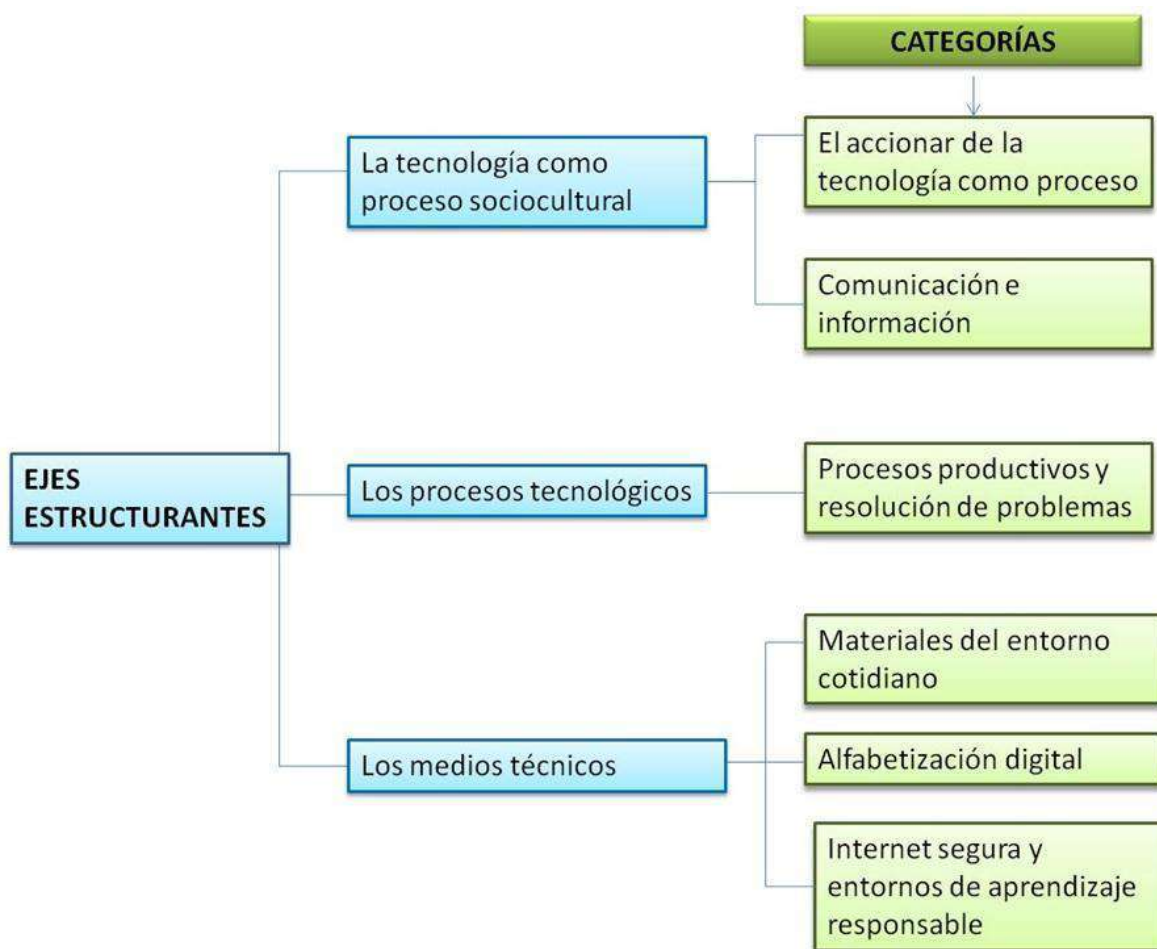 CATEGORÍAS
La tecnología como
proceso sociocultural
El accionar de la
tecnología como proceso
Comunicación e
información
EJES
ESTRUCTURANTES
Los procesos tecnológicos
Procesos productivos y
resolución de problemas
Los medios técnicos
Materiales del entorno
cotidiano
Alfabetización digital
Internet segura y
entornos de aprendizaje
responsable